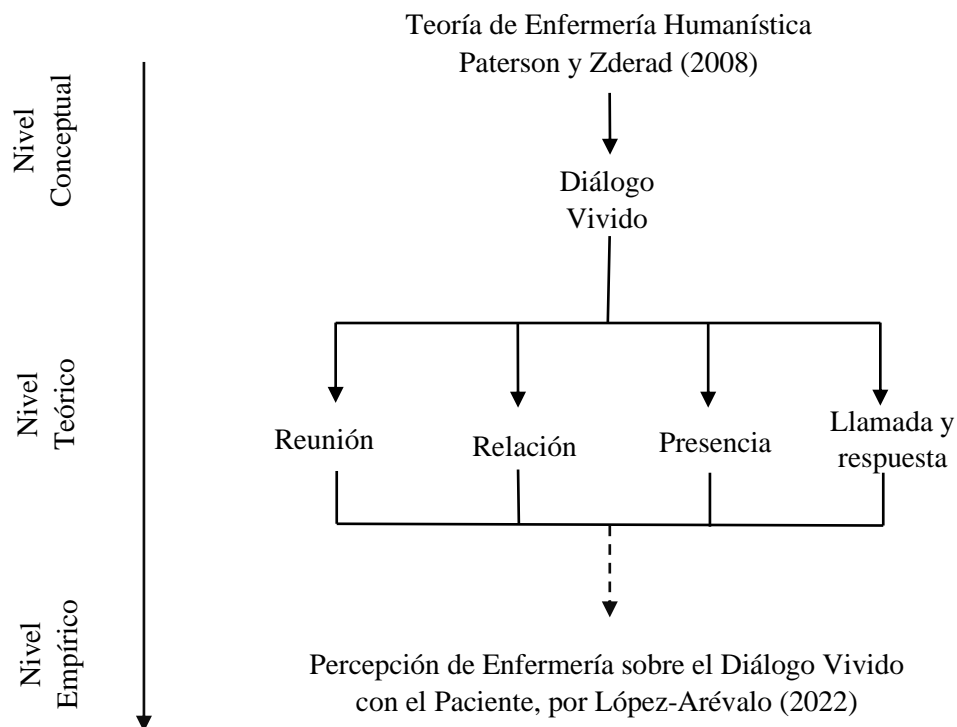 Teoría de Enfermería Humanística
Paterson y Zderad (2008)
Nivel
Conceptual
Diálogo
Vivido
Nivel
Teórico
Reunión
Relación
Presencia
Llamada y
respuesta
Nivel
Empírico
Percepción de Enfermería sobre el Diálogo Vivido
con el Paciente, por López-Arévalo (2022)